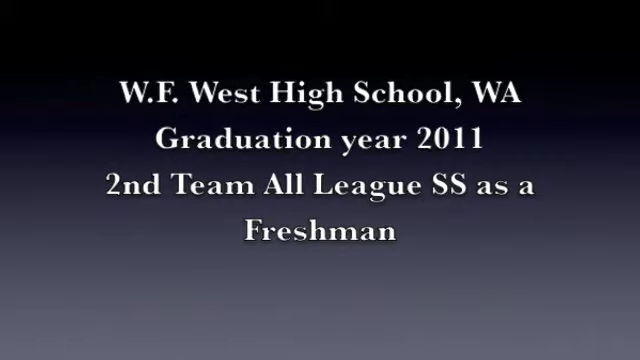 W.F. West High School, WA
Graduation year 2011
2nd Team All League SS as a
Freshman